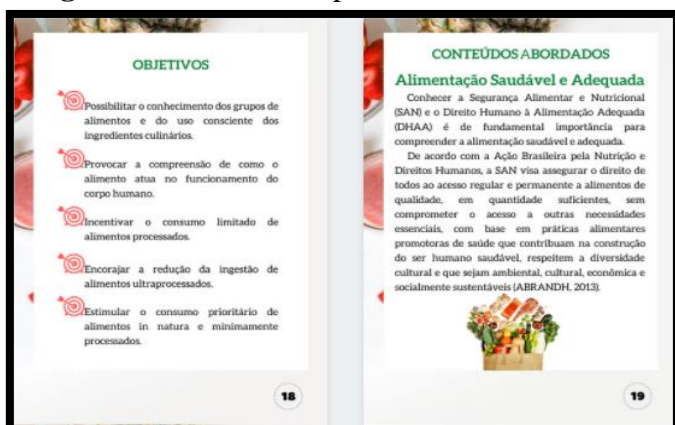 OBJETIVOS
Possibilitar o conhecimento dos grupos de
alimentos e do uso consciente dos
ingredientes culinários.
Provocar a compreensão de como o
alimento atua no funcionamento do
corpo humano.
Incentivar o consumo limitado de
alimentos processados.
Encorajar a redução da ingestão de
alimentos ultraprocessados.
Estimular o consumo prioritário de
alimentos in natura e minimamente
processados.
18
CONTEÚDOS ABORDADOS
Alimentação Saudável e Adequada
Conhecer a Segurança Alimentar e Nutricional
(SAN) e o Direito Humano à Alimentação Adequada
(DHAA) é de fundamental importância para
compreender a alimentação saudável e adequada.
De acordo com a Ação Brasileira pela Nutrição e
Direitos Humanos, a SAN visa assegurar o direito de
todos ao acesso regular e permanente a alimentos de
qualidade, em quantidade suficientes, sem
comprometer o acesso a outras necessidades
essenciais, com base em práticas alimentares
promotoras de saúde que contribuam na construção
do ser humano saudável, respeitem a diversidade
cultural e que sejam ambiental, cultural, econômica e
socialmente sustentáveis (ABRANDH, 2013).
19